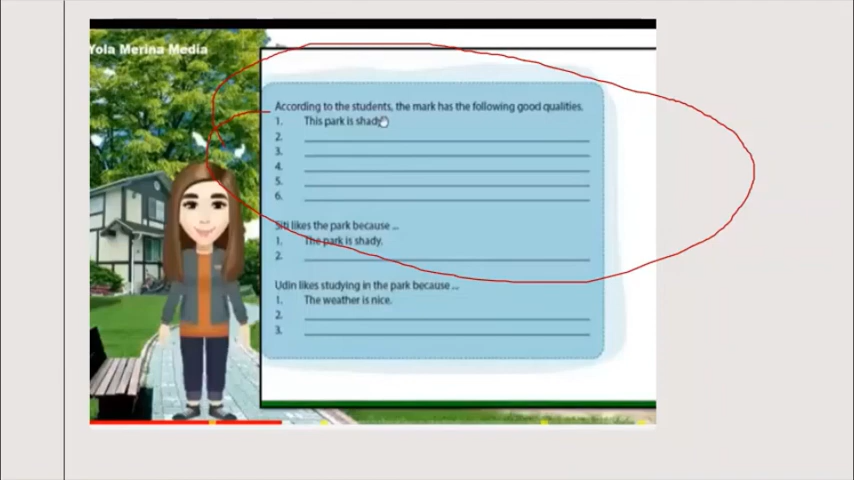 Yola Merina Media
According to the students, the mark has the following good qualities.
1. This park is shady.
2.
3.
4.
5.
6.
Siti likes the park because ...
1. The park is shady.
2.
Udin likes studying in the park because ...
1. The weather is nice.
2.
3.